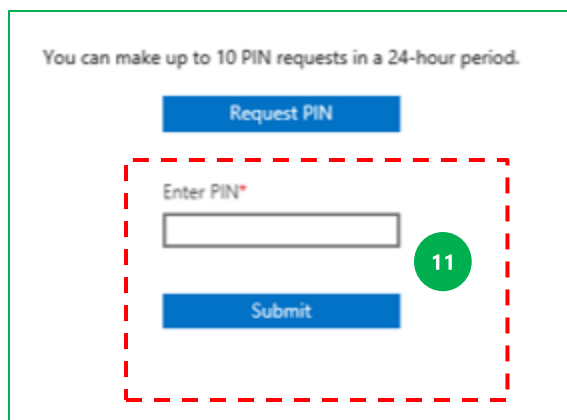 You can make up to 10 PIN requests in a 24-hour period.
Request PIN
Enter PIN*
11
Submit